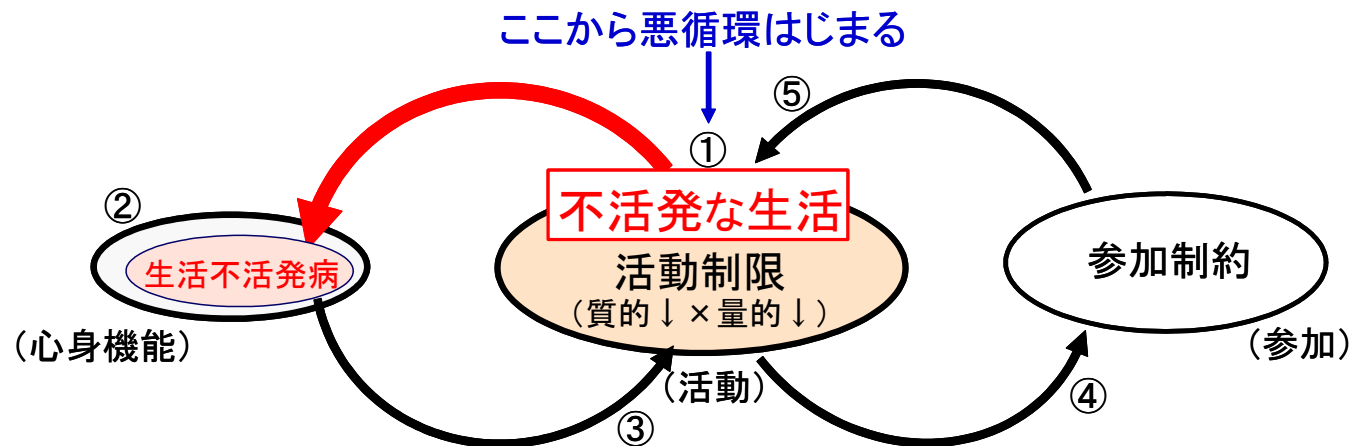 ここから悪循環はじまる
⑤
①
不活発な生活
②
生活不活発病
活動制限
(質的↓×量的↓)
参加制約
(心身機能)
(参加)
(活動)
③
④